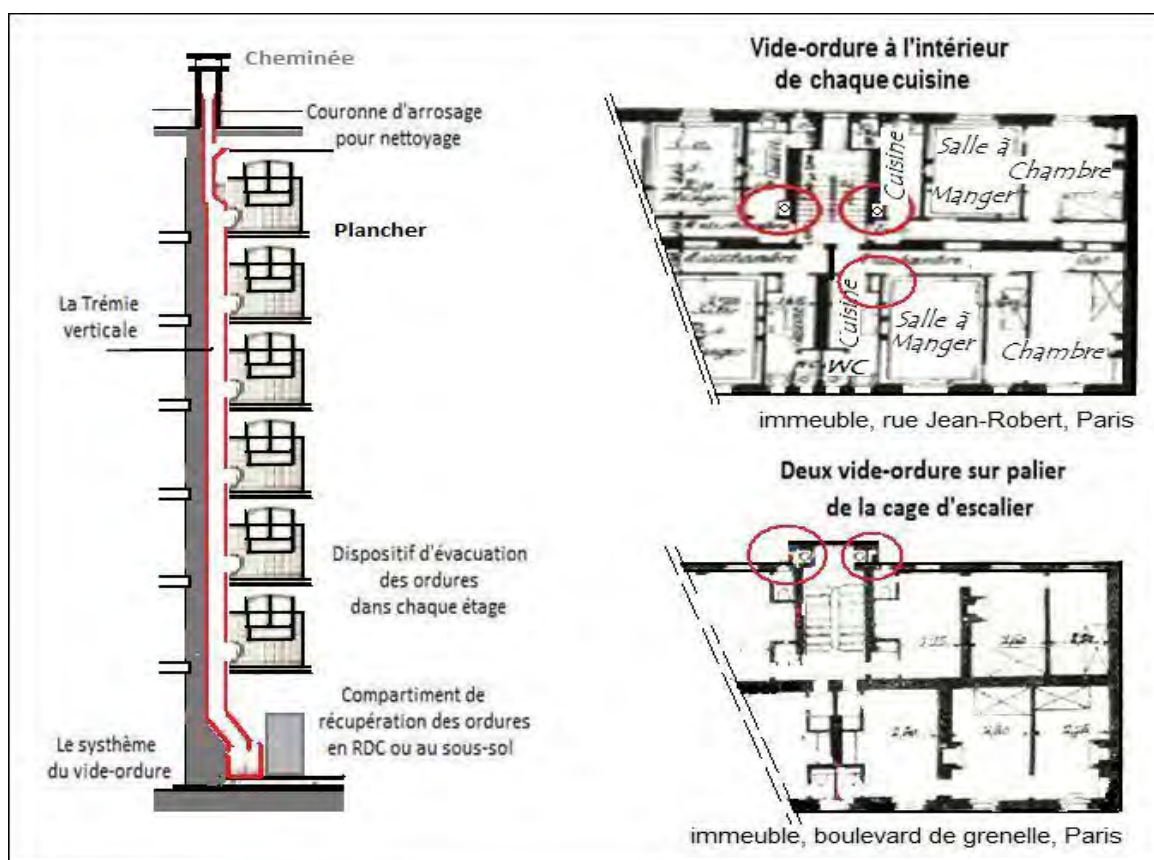 Cheminée
Couronne d'arrosage
pour nettoyage
Plancher
La Trémie
verticale
Dispositif d'évacuation
des ordures
dans chaque étage
Compartiment de
récupération des ordures
en RDC ou au sous-sol
Le systhème
du vide-ordure
Vide-ordure à l'intérieur
de chaque cuisine
Cuisine
Salle à
Manger
Chambre
Manger
Cuisine
Salle à
Manger
Chambre
WC
immeuble, rue Jean-Robert, Paris
Deux vide-ordure sur palier
de la cage d'escalier
immeuble, boulevard de grenelle, Paris